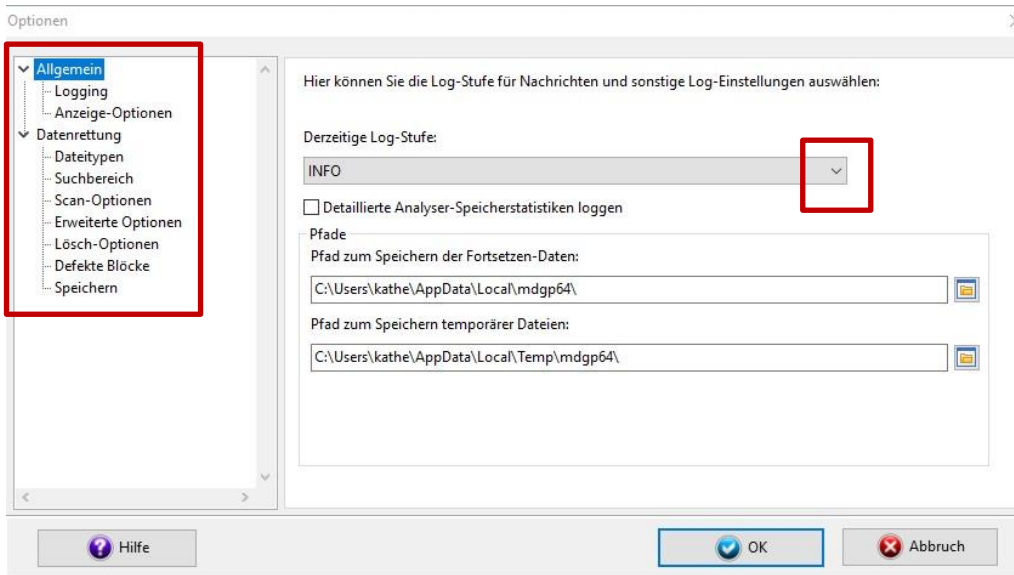 Optionen
Allgemein
Logging
Anzeige-Optionen
Datenrettung
Dateitypen
Suchbereich
Scan-Optionen
Erweiterte Optionen
Lösch-Optionen
Defekte Blöcke
Speichern
Hier können Sie die Log-Stufe für Nachrichten und sonstige Log-Einstellungen auswählen:
Derzeitige Log-Stufe:
INFO
Detaillierte Analyser-Speicherstatistiken loggen
Pfade
Pfad zum Speichern der Fortsetzen-Daten:
C:\Users\kathe\AppData\Local\mdgp64\
Pfad zum Speichern temporärer Dateien:
C:\Users\kathe\AppData\Local\Temp\mdgp64\
Hilfe
OK
Abbruch